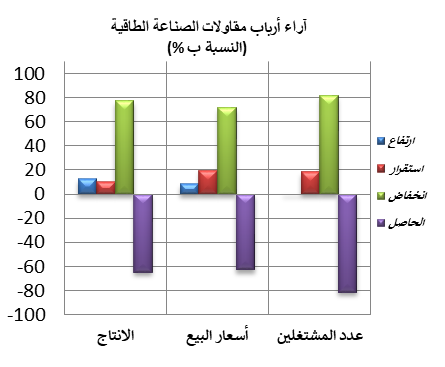 آراء أرباب مقاولات الصناعة الطاقية
(النسبة ب %)
100
80
60
40
20
0
-20
-40
-60
-80
-100
ارتفاع
استقرار
انخفاض
الحاصل
الانتاج
أسعار البيع
عدد المشتغلين